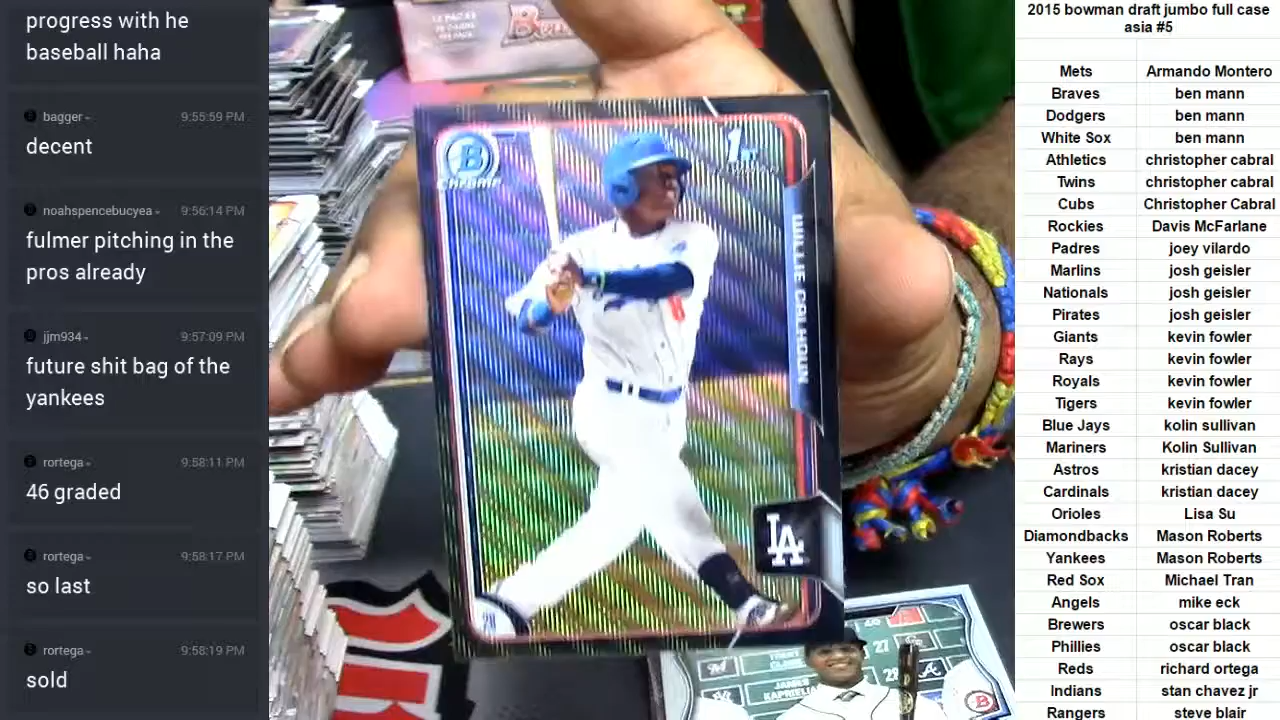 progress with he
baseball haha
bagger
9:55:59 PM
decent
noahspencebucyea
9:56:14 PM
fulmer pitching in the
pros already
jjm934
9:57:09 PM
future shit bag of the
yankees
rortega
9:58:11 PM
46 graded
rortega
9:58:17 PM
so last
rortega
9:58:19 PM
sold
B
CHROME
1st
WILLIE CALHOUN
6
LA
27
JAMES
KAPRIELIAN
A
B
2015 bowman draft jumbo full case
asia #5
Mets Armando Montero
Braves ben mann
Dodgers ben mann
White Sox ben mann
Athletics christopher cabral
Twins christopher cabral
Cubs Christopher Cabral
Rockies Davis McFarlane
Padres joey vilardo
Marlins josh geisler
Nationals josh geisler
Pirates josh geisler
Giants kevin fowler
Rays kevin fowler
Royals kevin fowler
Tigers kevin fowler
Blue Jays kolin sullivan
Mariners Kolin Sullivan
Astros kristian dacey
Cardinals kristian dacey
Orioles Lisa Su
Diamondbacks Mason Roberts
Yankees Mason Roberts
Red Sox Michael Tran
Angels mike eck
Brewers oscar black
Phillies oscar black
Reds richard ortega
Indians stan chavez jr
Rangers steve blair